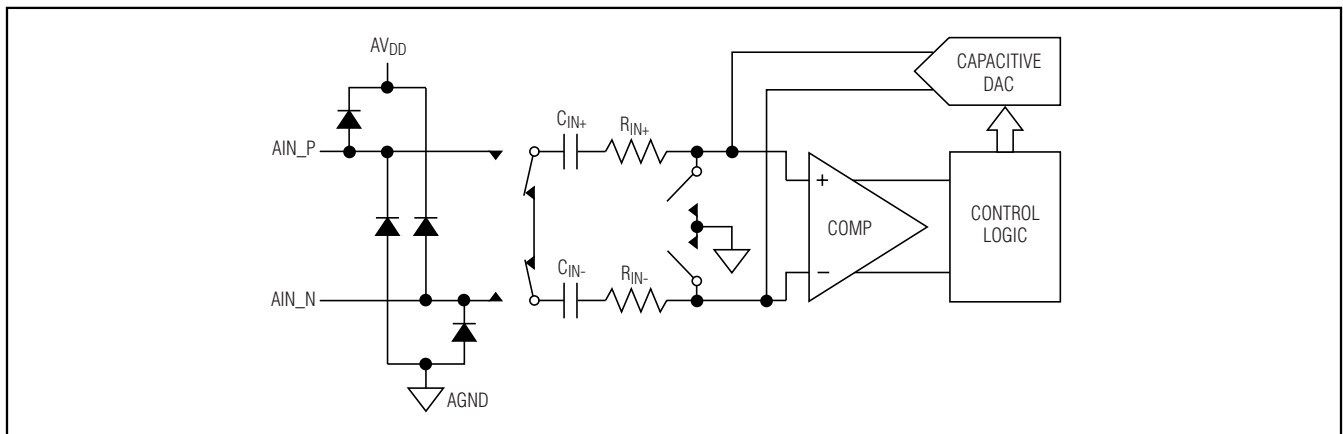 AVDD
CAPACITIVE
DAC
CIN+
RIN+
AIN_P
+
COMP
CONTROL
LOGIC
CIN-
RIN-
−
AIN_N
AGND